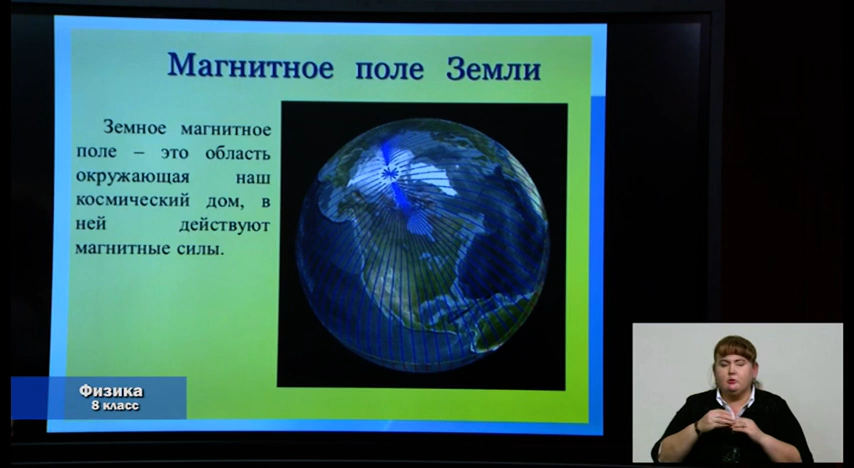 Магнитное поле Земли
Земное магнитное
поле – это область
окружающая наш
космический дом, в
ней действуют
магнитные силы.
Физика
8 класс